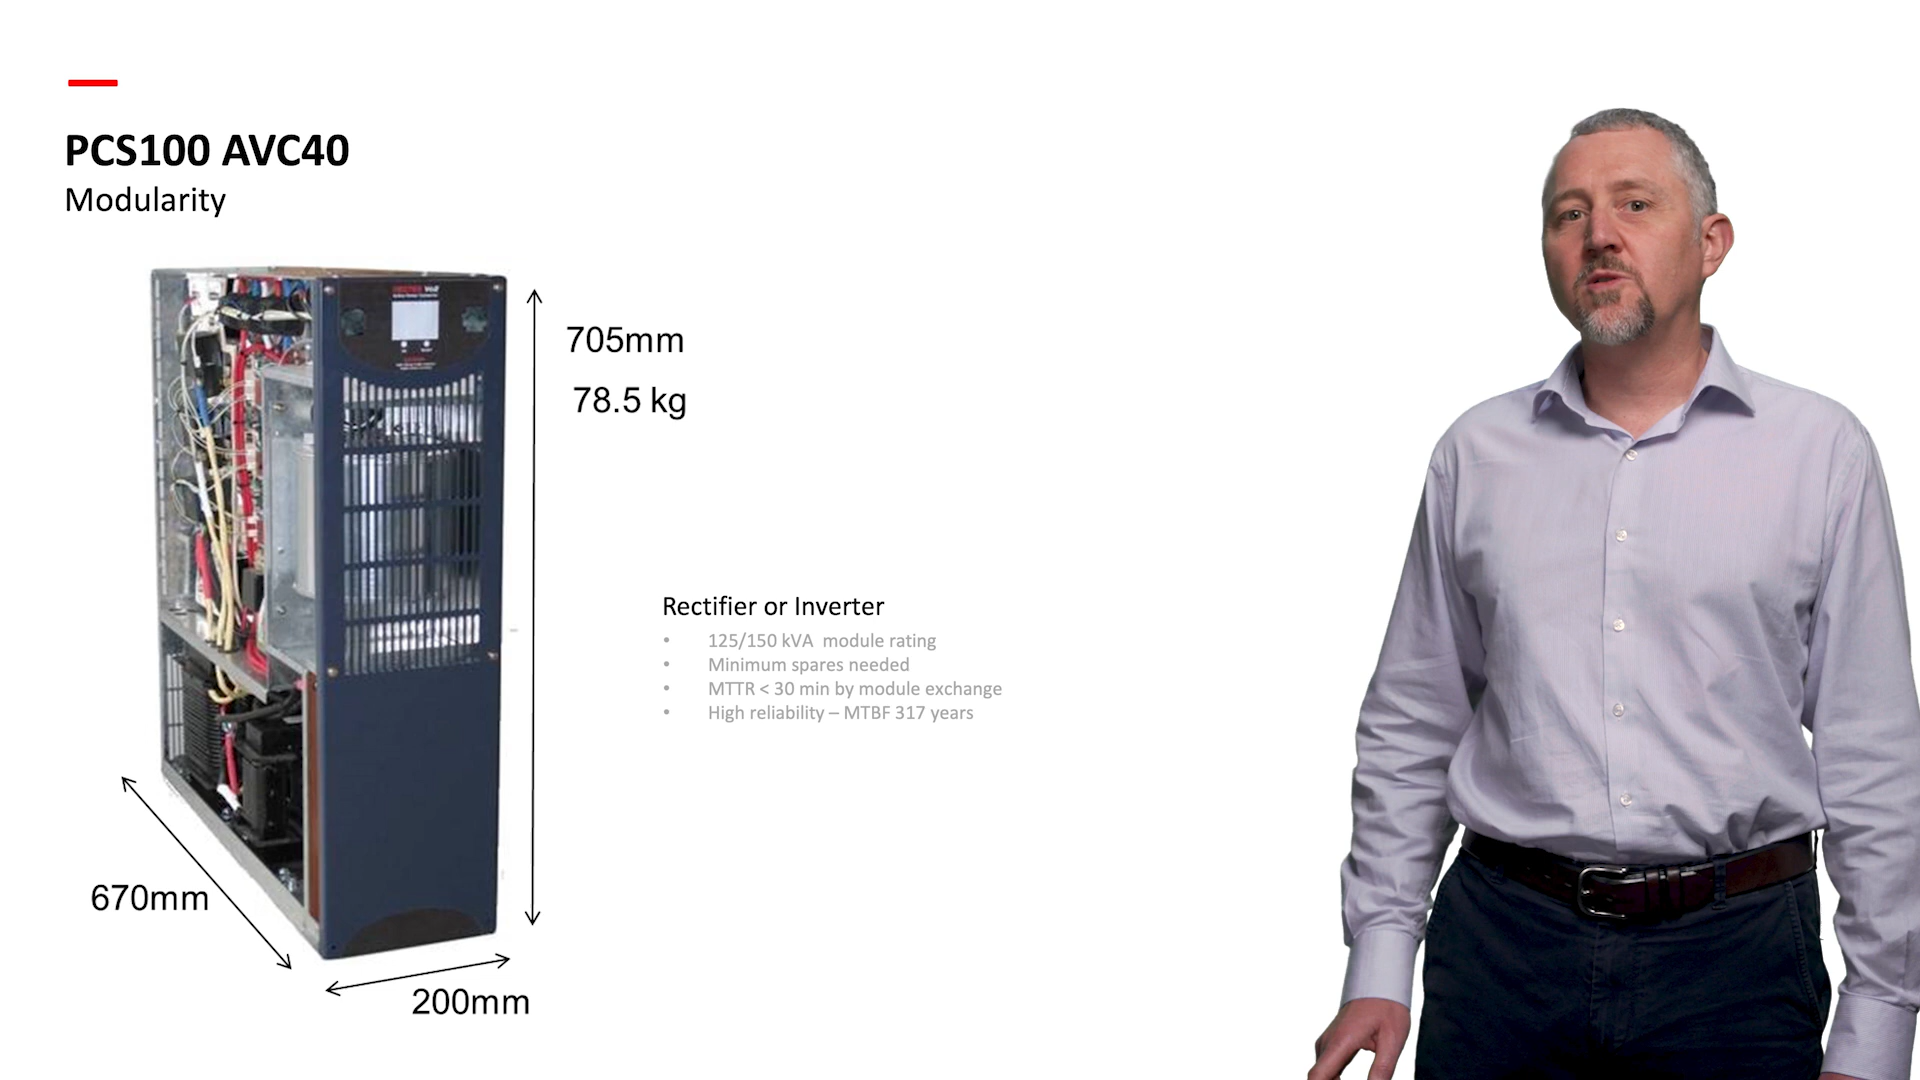 PCS100 AVC40
Modularity
705mm
78.5 kg
Rectifier or Inverter
• 125/150 kVA module rating
• Minimum spares needed
• MTTR < 30 min by module exchange
• High reliability – MTBF 317 years
670mm
200mm